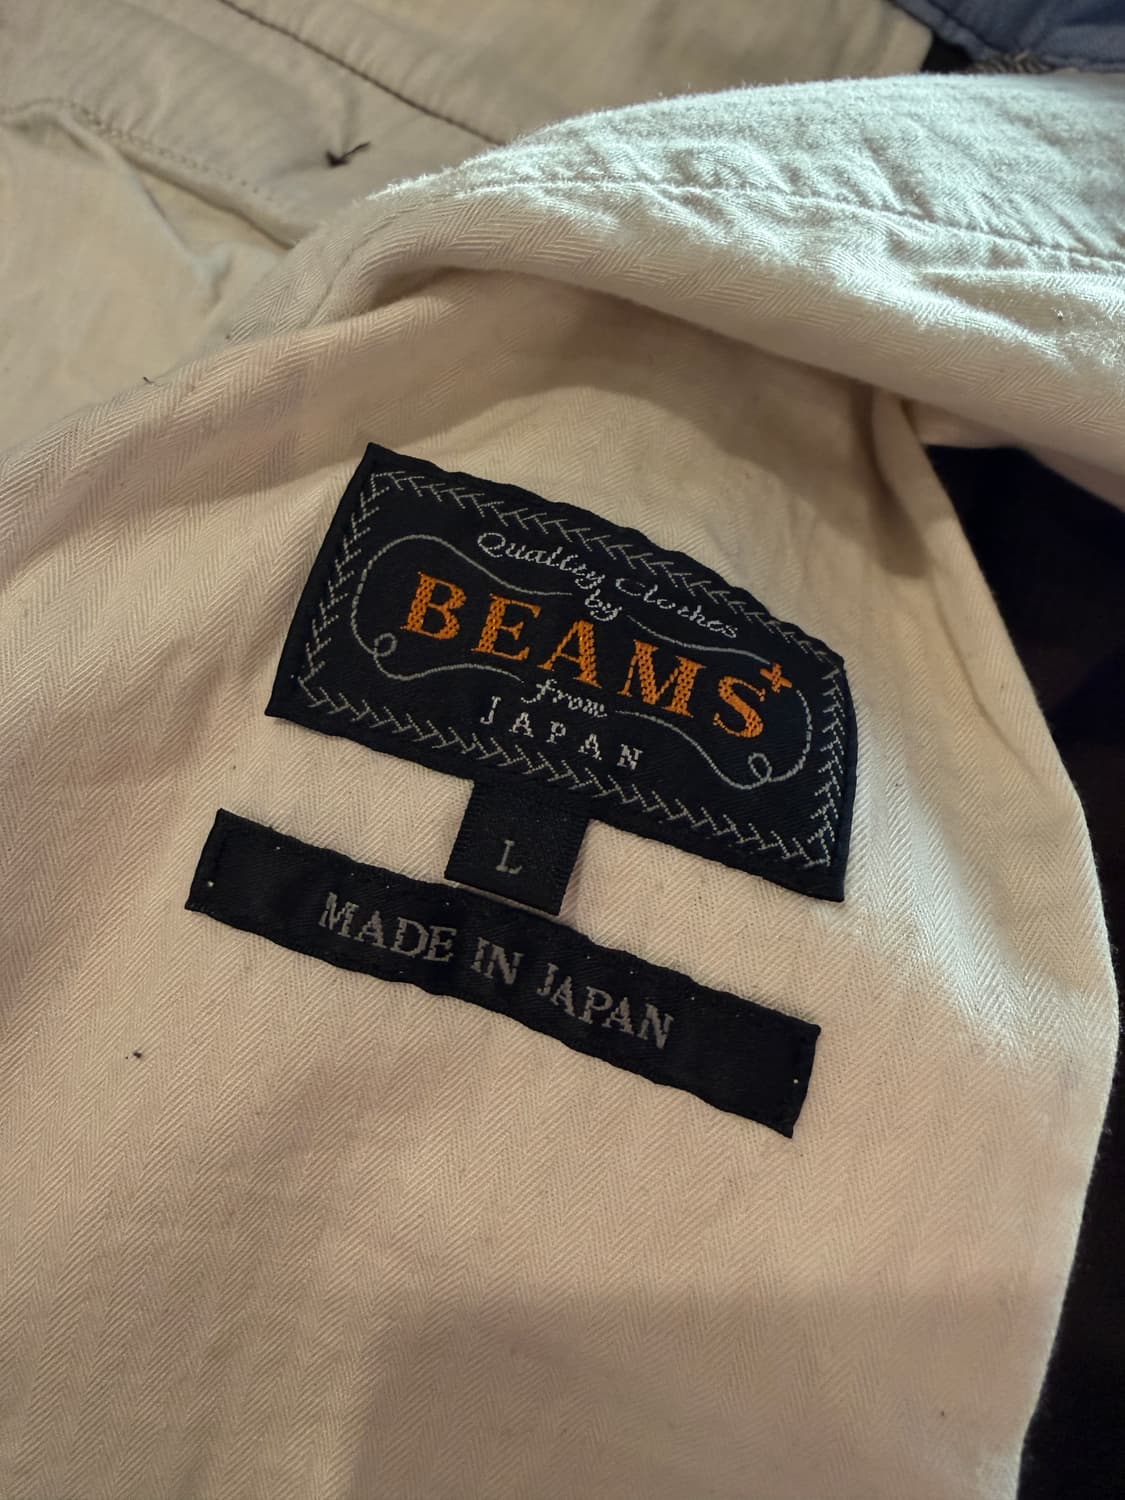 Quality Clothes
by
BEAMS+
from
JAPAN
L
MADE IN JAPAN